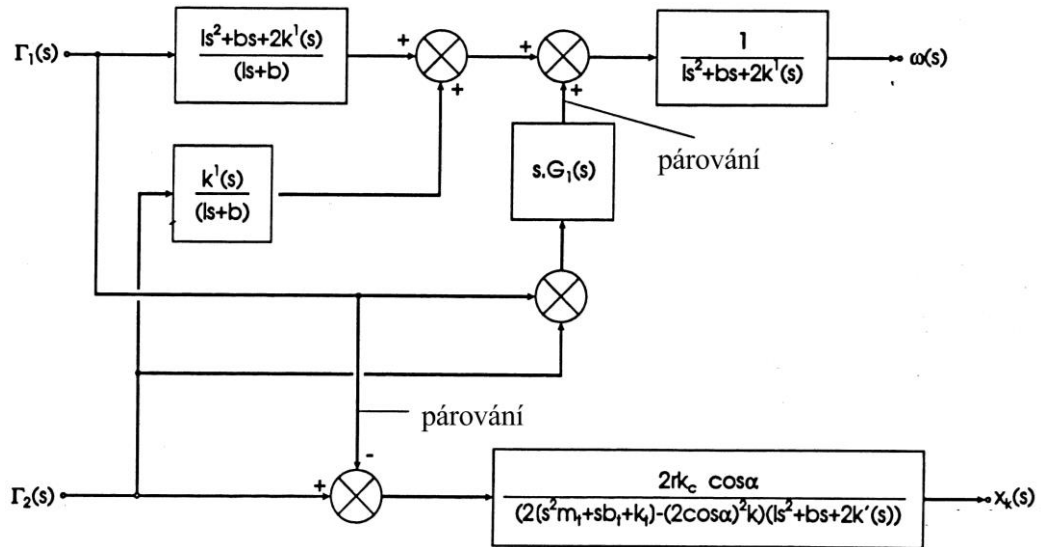 Γ₁(s)
ls²+bs+2k¹(s)
(ls+b)
+
+
+
+
1
ls²+bs+2k¹(s)
ω(s)
k¹(s)
(ls+b)
s.G₁(s)
párování
párování
-
Γ₂(s)
+
2rk꜀ cosα
(2(s²mₜ+sbₜ+kₜ)-(2cosα)²k)(ls²+bs+2k'(s))
xₖ(s)